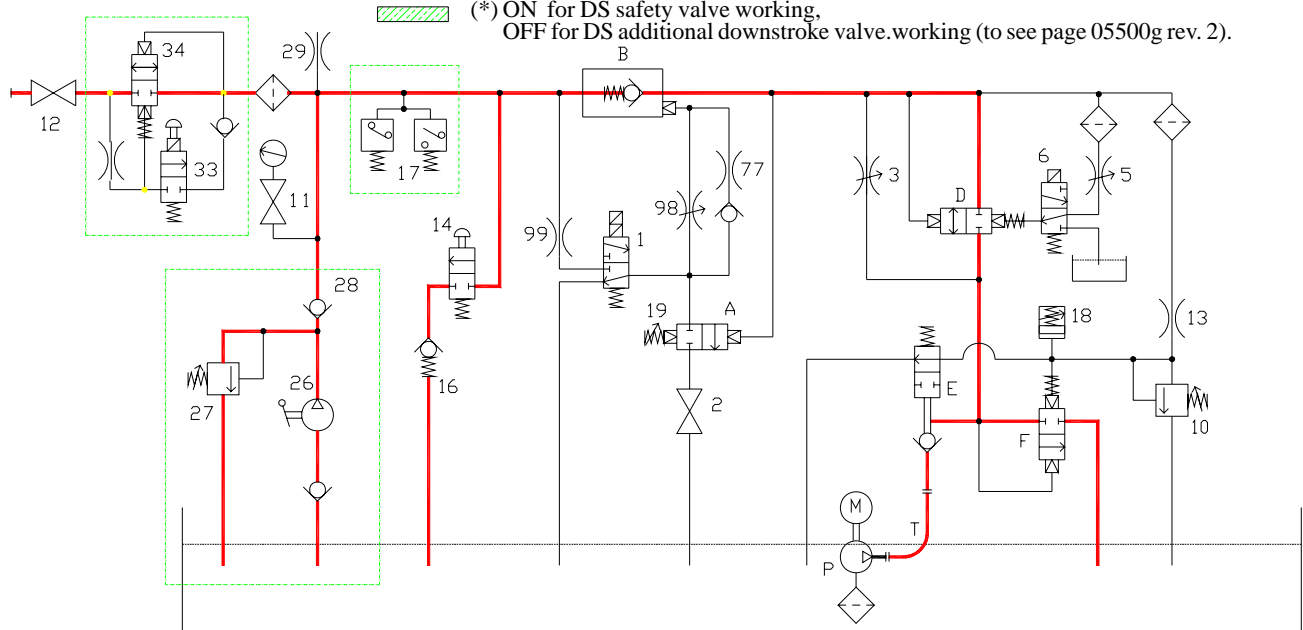 (*) ON for DS safety valve working,
OFF for DS additional downstroke valve.working (to see page 05500g rev. 2).
34
29
B
12
33
17
11
14
99
1
98
77
3
D
6
5
28
19
A
18
13
27
26
16
2
E
F
10
M
T
P